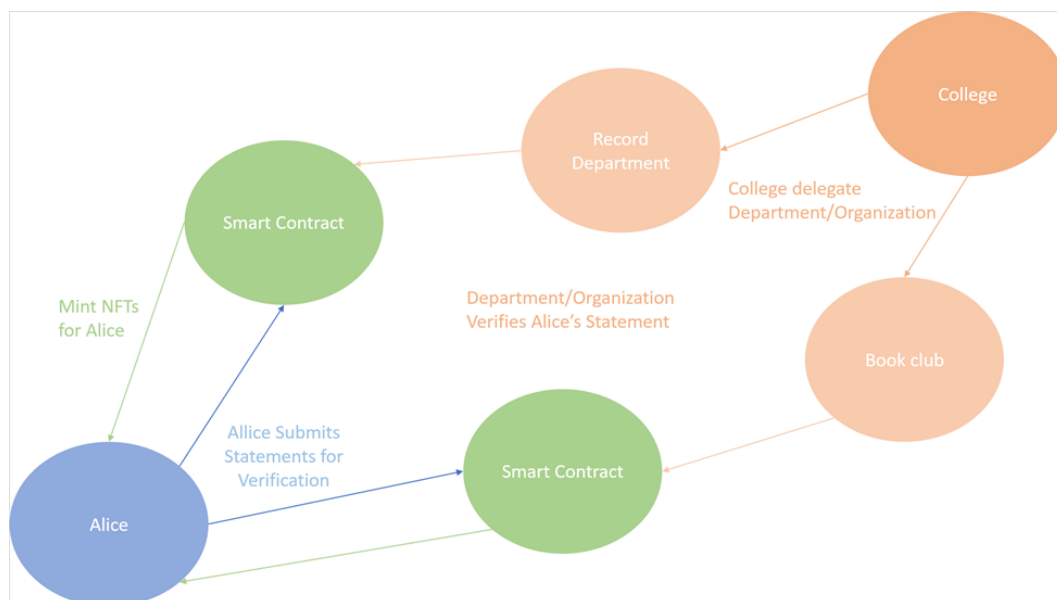 College
Record
Department
College delegate
Department/Organization
Smart Contract
Mint NFTs
for Alice
Department/Organization
Verifies Alice's Statement
Book club
Allice Submits
Statements for
Verification
Smart Contract
Alice